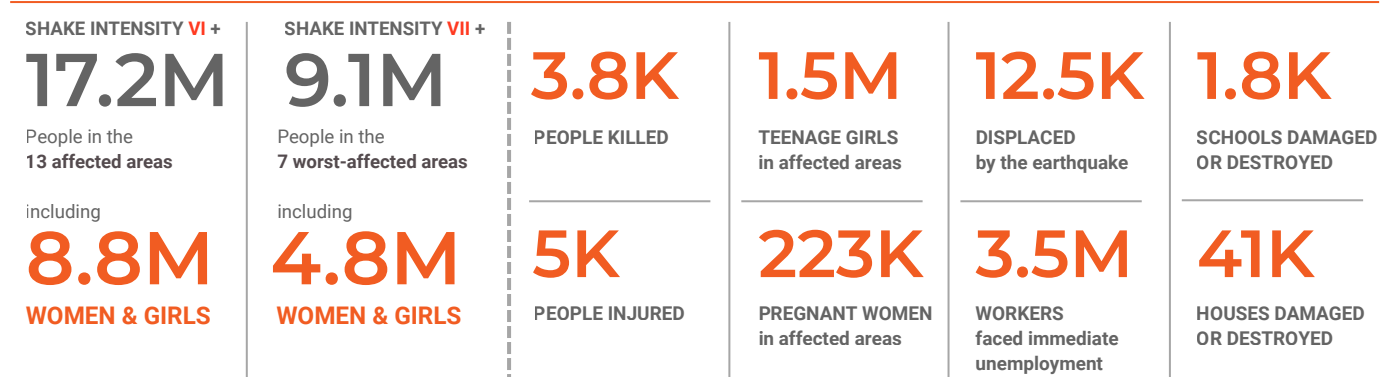 SHAKE INTENSITY VI +
17.2M
People in the
13 affected areas
including
8.8M
WOMEN & GIRLS
SHAKE INTENSITY VII +
9.1M
People in the
7 worst-affected areas
including
4.8M
WOMEN & GIRLS
3.8K
PEOPLE KILLED
5K
PEOPLE INJURED
1.5M
TEENAGE GIRLS
in affected areas
223K
PREGNANT WOMEN
in affected areas
12.5K
DISPLACED
by the earthquake
3.5M
WORKERS
faced immediate
unemployment
1.8K
SCHOOLS DAMAGED
OR DESTROYED
41K
HOUSES DAMAGED
OR DESTROYED